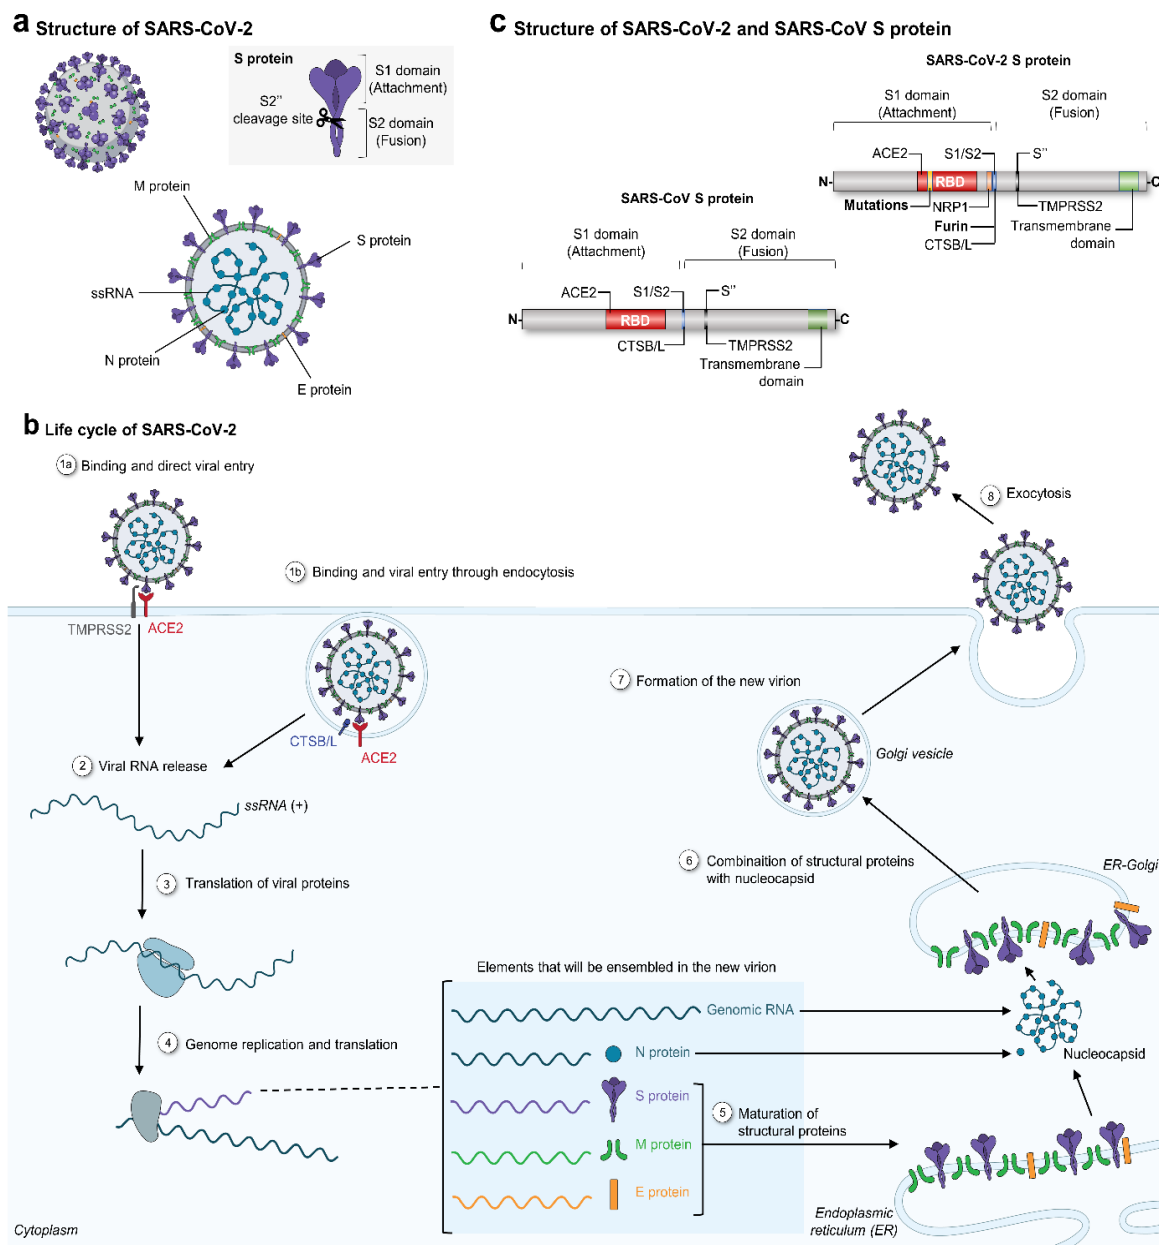 a Structure of SARS-CoV-2
S protein
S1 domain
(Attachment)
S2''
cleavage site
S2 domain
(Fusion)
M protein
S protein
ssRNA
N protein
E protein
c Structure of SARS-CoV-2 and SARS-CoV S protein
SARS-CoV-2 S protein
S1 domain
(Attachment)
S2 domain
(Fusion)
ACE2
S1/S2
S''
N
RBD
C
Mutations
NRP1
TMPRSS2
Furin
Transmembrane
domain
CTSB/L
SARS-CoV S protein
S1 domain
(Attachment)
S2 domain
(Fusion)
ACE2
S1/S2
S''
N
RBD
C
CTSB/L
TMPRSS2
Transmembrane
domain
b Life cycle of SARS-CoV-2
1a Binding and direct viral entry
1b Binding and viral entry through endocytosis
TMPRSS2
ACE2
CTSB/L
ACE2
2 Viral RNA release
ssRNA (+)
3 Translation of viral proteins
4 Genome replication and translation
Elements that will be ensembled in the new virion
Genomic RNA
N protein
S protein
M protein
E protein
5 Maturation of
structural proteins
Endoplasmic
reticulum (ER)
Nucleocapsid
ER-Golgi
6 Combinaition of structural proteins
with nucleocapsid
Golgi vesicle
7 Formation of the new virion
8 Exocytosis
Cytoplasm